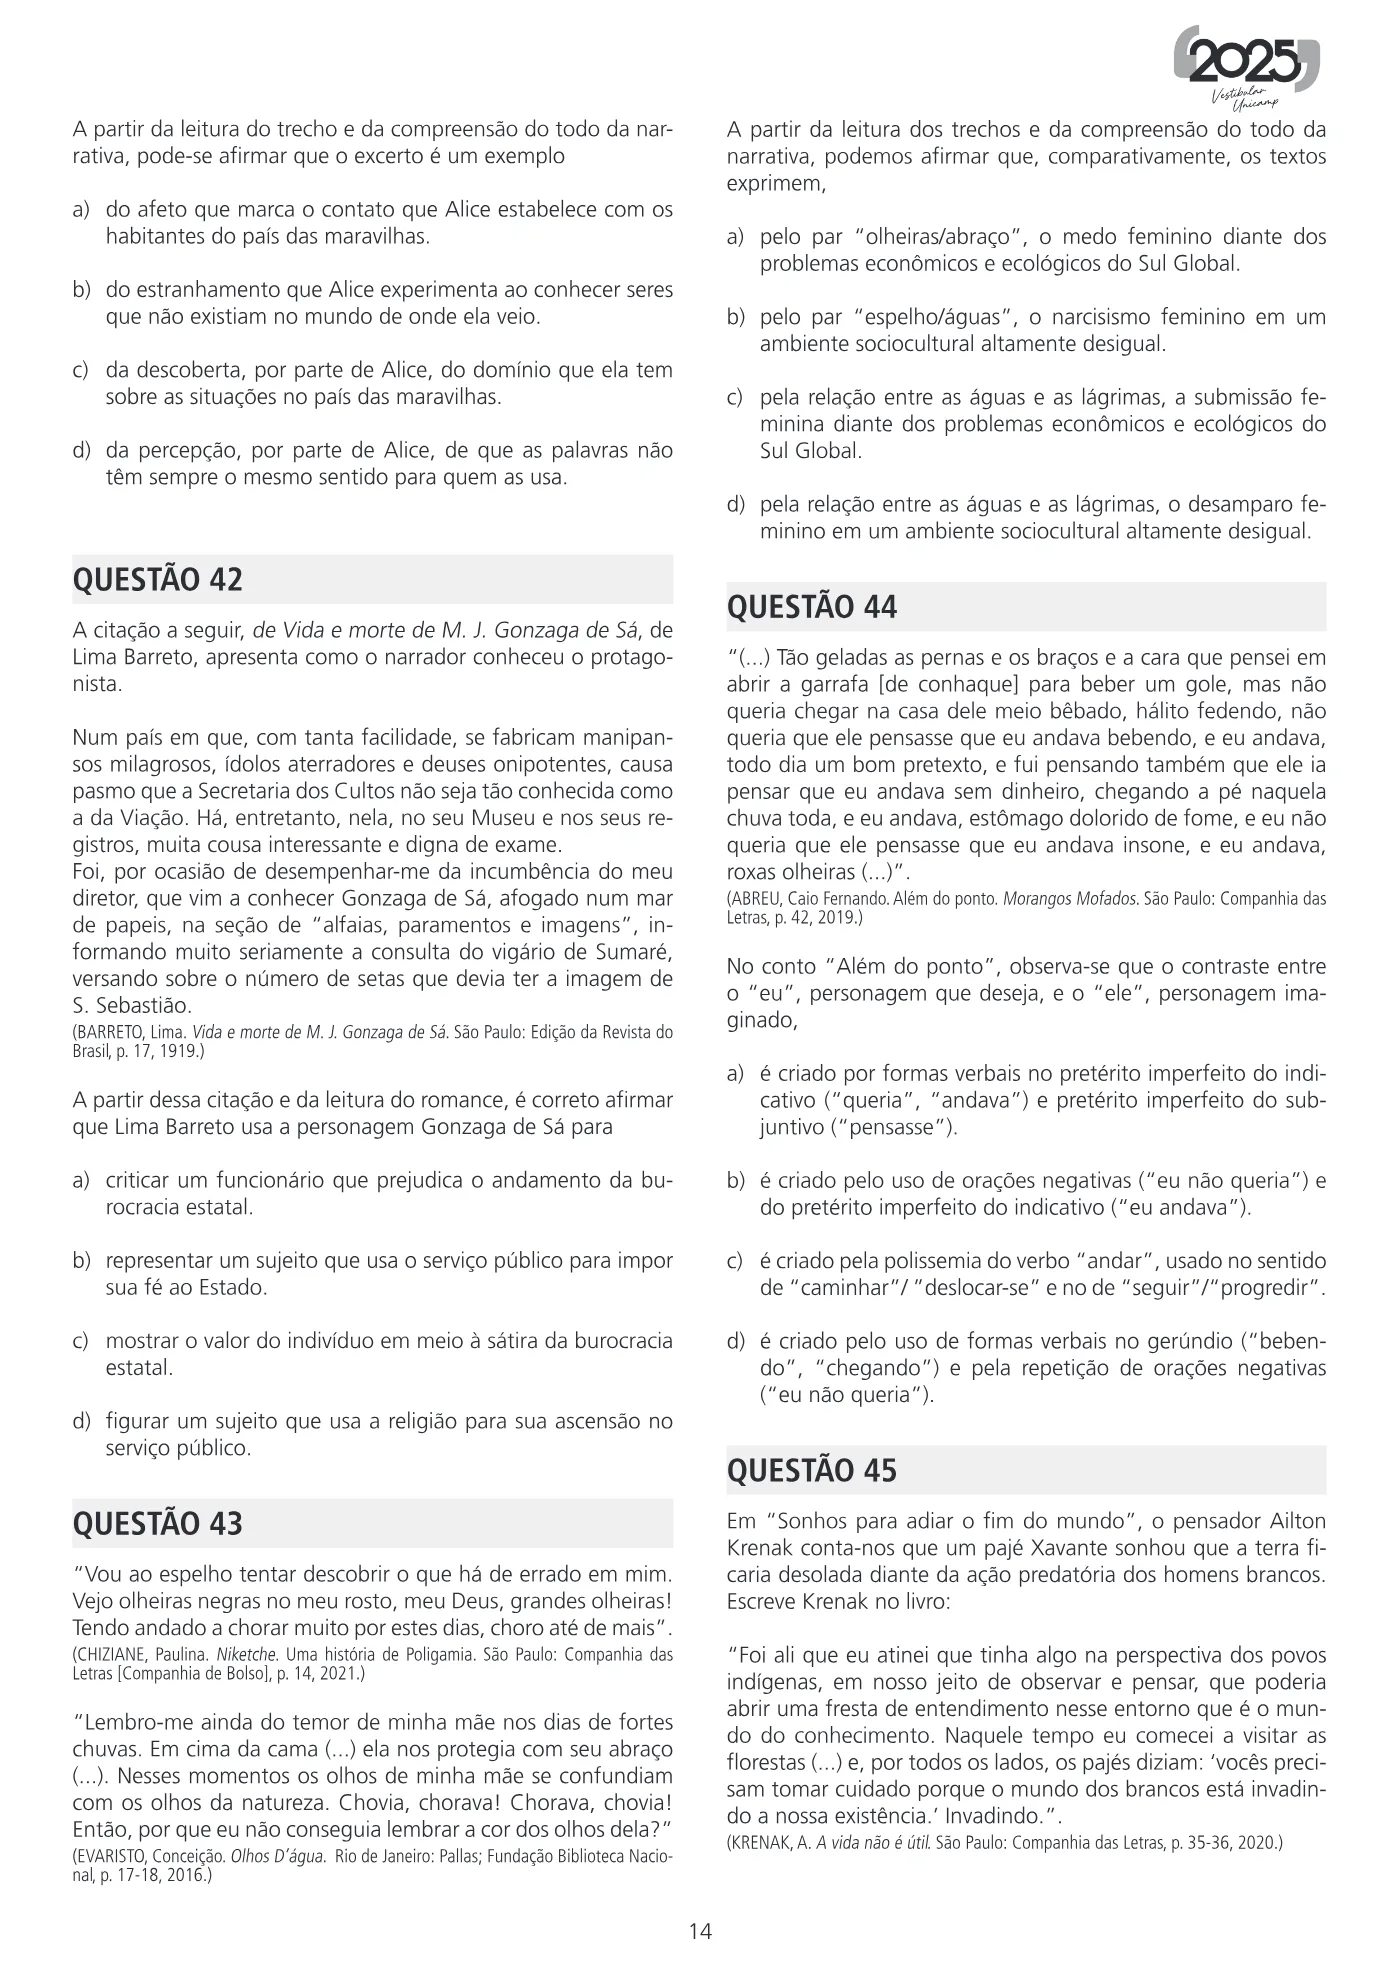 2025
Vestibular
Unicamp
A partir da leitura do trecho e da compreensão do todo da nar-
rativa, pode-se afirmar que o excerto é um exemplo
a) do afeto que marca o contato que Alice estabelece com os
habitantes do país das maravilhas.
b) do estranhamento que Alice experimenta ao conhecer seres
que não existiam no mundo de onde ela veio.
c) da descoberta, por parte de Alice, do domínio que ela tem
sobre as situações no país das maravilhas.
d) da percepção, por parte de Alice, de que as palavras não
têm sempre o mesmo sentido para quem as usa.
QUESTÃO 42
A citação a seguir, de Vida e morte de M. J. Gonzaga de Sá, de
Lima Barreto, apresenta como o narrador conheceu o protago-
nista.
Num país em que, com tanta facilidade, se fabricam manipan-
sos milagrosos, ídolos aterradores e deuses onipotentes, causa
pasmo que a Secretaria dos Cultos não seja tão conhecida como
a da Viação. Há, entretanto, nela, no seu Museu e nos seus re-
gistros, muita cousa interessante e digna de exame.
Foi, por ocasião de desempenhar-me da incumbência do meu
diretor, que vim a conhecer Gonzaga de Sá, afogado num mar
de papeis, na seção de “alfaias, paramentos e imagens”, in-
formando muito seriamente a consulta do vigário de Sumaré,
versando sobre o número de setas que devia ter a imagem de
S. Sebastião.
(BARRETO, Lima. Vida e morte de M. J. Gonzaga de Sá. São Paulo: Edição da Revista do
Brasil, p. 17, 1919.)
A partir dessa citação e da leitura do romance, é correto afirmar
que Lima Barreto usa a personagem Gonzaga de Sá para
a) criticar um funcionário que prejudica o andamento da bu-
rocracia estatal.
b) representar um sujeito que usa o serviço público para impor
sua fé ao Estado.
c) mostrar o valor do indivíduo em meio à sátira da burocracia
estatal.
d) figurar um sujeito que usa a religião para sua ascensão no
serviço público.
QUESTÃO 43
“Vou ao espelho tentar descobrir o que há de errado em mim.
Vejo olheiras negras no meu rosto, meu Deus, grandes olheiras!
Tendo andado a chorar muito por estes dias, choro até de mais”.
(CHIZIANE, Paulina. Niketche. Uma história de Poligamia. São Paulo: Companhia das
Letras [Companhia de Bolso], p. 14, 2021.)
“Lembro-me ainda do temor de minha mãe nos dias de fortes
chuvas. Em cima da cama (...) ela nos protegia com seu abraço
(...). Nesses momentos os olhos de minha mãe se confundiam
com os olhos da natureza. Chovia, chorava! Chorava, chovia!
Então, por que eu não conseguia lembrar a cor dos olhos dela?”
(EVARISTO, Conceição. Olhos D’água. Rio de Janeiro: Pallas; Fundação Biblioteca Nacio-
nal, p. 17-18, 2016.)
A partir da leitura dos trechos e da compreensão do todo da
narrativa, podemos afirmar que, comparativamente, os textos
exprimem,
a) pelo par “olheiras/abraço”, o medo feminino diante dos
problemas econômicos e ecológicos do Sul Global.
b) pelo par “espelho/águas”, o narcisismo feminino em um
ambiente sociocultural altamente desigual.
c) pela relação entre as águas e as lágrimas, a submissão fe-
minina diante dos problemas econômicos e ecológicos do
Sul Global.
d) pela relação entre as águas e as lágrimas, o desamparo fe-
minino em um ambiente sociocultural altamente desigual.
QUESTÃO 44
“(...) Tão geladas as pernas e os braços e a cara que pensei em
abrir a garrafa [de conhaque] para beber um gole, mas não
queria chegar na casa dele meio bêbado, hálito fedendo, não
queria que ele pensasse que eu andava bebendo, e eu andava,
todo dia um bom pretexto, e fui pensando também que ele ia
pensar que eu andava sem dinheiro, chegando a pé naquela
chuva toda, e eu andava, estômago dolorido de fome, e eu não
queria que ele pensasse que eu andava insone, e eu andava,
roxas olheiras (...)”.
(ABREU, Caio Fernando. Além do ponto. Morangos Mofados. São Paulo: Companhia das
Letras, p. 42, 2019.)
No conto “Além do ponto”, observa-se que o contraste entre
o “eu”, personagem que deseja, e o “ele”, personagem ima-
ginado,
a) é criado por formas verbais no pretérito imperfeito do indi-
cativo (“queria”, “andava”) e pretérito imperfeito do sub-
juntivo (“pensasse”).
b) é criado pelo uso de orações negativas (“eu não queria”) e
do pretérito imperfeito do indicativo (“eu andava”).
c) é criado pela polissemia do verbo “andar”, usado no sentido
de “caminhar”/ ”deslocar-se” e no de “seguir”/“progredir”.
d) é criado pelo uso de formas verbais no gerúndio (“beben-
do”, “chegando”) e pela repetição de orações negativas
(“eu não queria”).
QUESTÃO 45
Em “Sonhos para adiar o fim do mundo”, o pensador Ailton
Krenak conta-nos que um pajé Xavante sonhou que a terra fi-
caria desolada diante da ação predatória dos homens brancos.
Escreve Krenak no livro:
“Foi ali que eu atinei que tinha algo na perspectiva dos povos
indígenas, em nosso jeito de observar e pensar, que poderia
abrir uma fresta de entendimento nesse entorno que é o mun-
do do conhecimento. Naquele tempo eu comecei a visitar as
florestas (...) e, por todos os lados, os pajés diziam: ‘vocês preci-
sam tomar cuidado porque o mundo dos brancos está invadin-
do a nossa existência.’ Invadindo.”.
(KRENAK, A. A vida não é útil. São Paulo: Companhia das Letras, p. 35-36, 2020.)
14